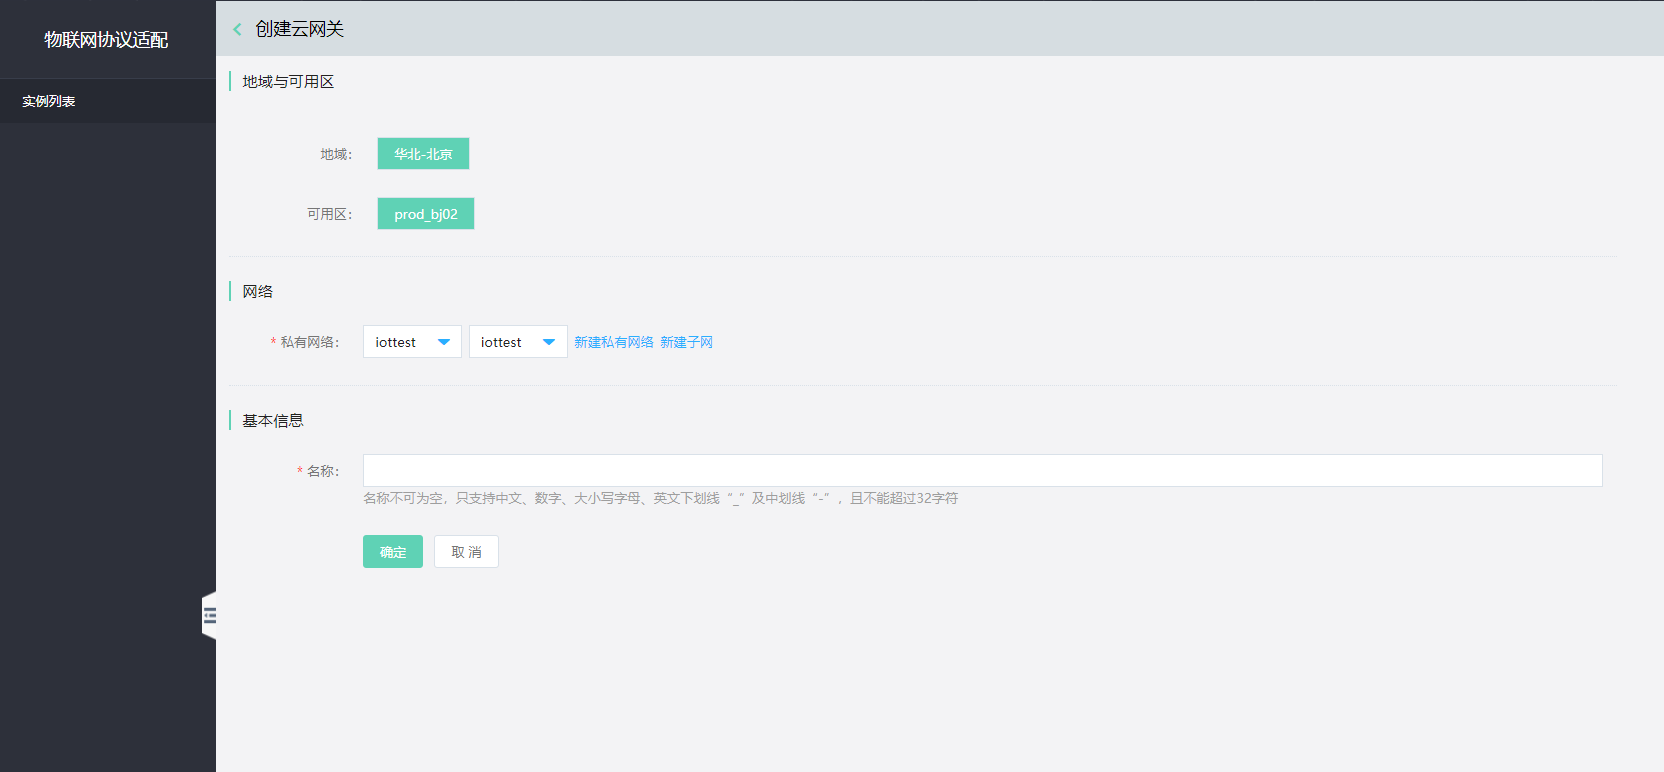 物联网协议适配
实例列表
创建云网关
地域与可用区
地域：
华北-北京
可用区：
prod_bj02
网络
* 私有网络：
iottest
iottest
新建私有网络 新建子网
基本信息
* 名称：
名称不可为空，只支持中文、数字、大小写字母、英文下划线“_”及中划线“-”，且不能超过32字符
确定
取 消